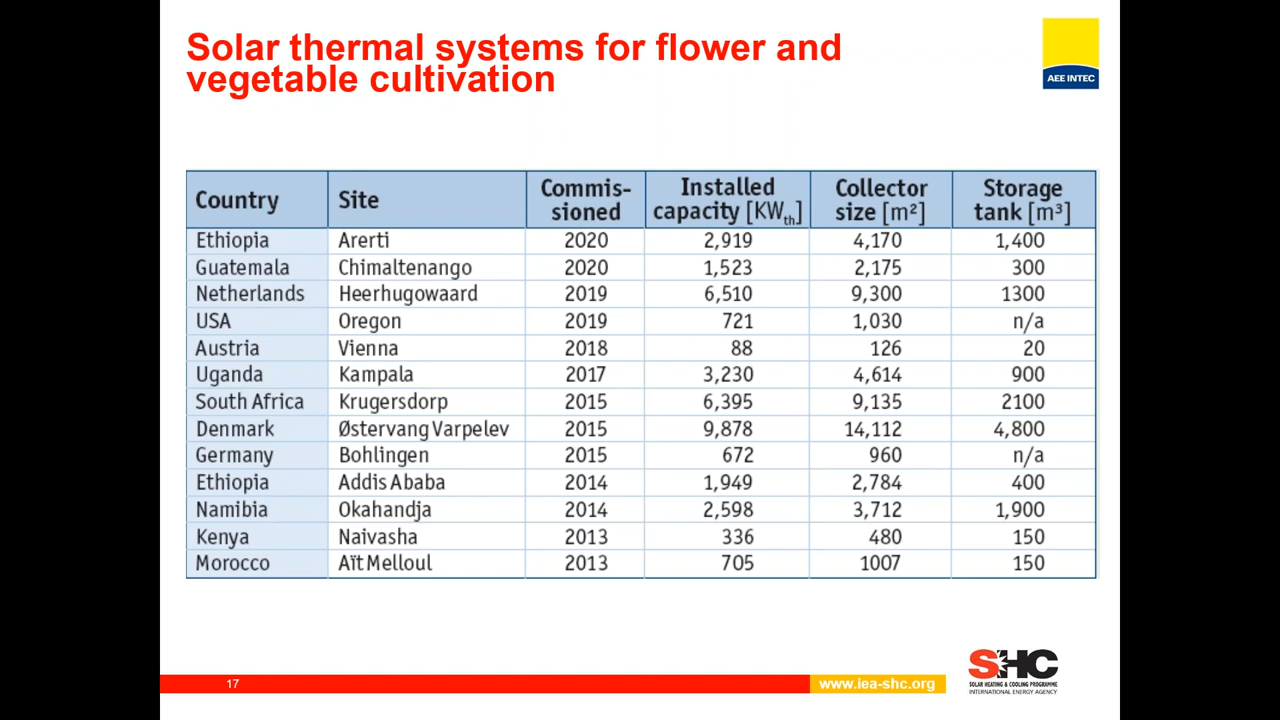 Solar thermal systems for flower and
vegetable cultivation
AEE INTEC
Country Site Commis-sioned Installed capacity [KWth] Collector size [m²] Storage tank [m³]
Ethiopia Arerti 2020 2,919 4,170 1,400
Guatemala Chimaltenango 2020 1,523 2,175 300
Netherlands Heerhugowaard 2019 6,510 9,300 1300
USA Oregon 2019 721 1,030 n/a
Austria Vienna 2018 88 126 20
Uganda Kampala 2017 3,230 4,614 900
South Africa Krugersdorp 2015 6,395 9,135 2100
Denmark Østervang Varpelev 2015 9,878 14,112 4,800
Germany Bohlingen 2015 672 960 n/a
Ethiopia Addis Ababa 2014 1,949 2,784 400
Namibia Okahandja 2014 2,598 3,712 1,900
Kenya Naivasha 2013 336 480 150
Morocco Aït Melloul 2013 705 1007 150
17
www.iea-shc.org
SHC
SOLAR HEATING & COOLING PROGRAMME
INTERNATIONAL ENERGY AGENCY